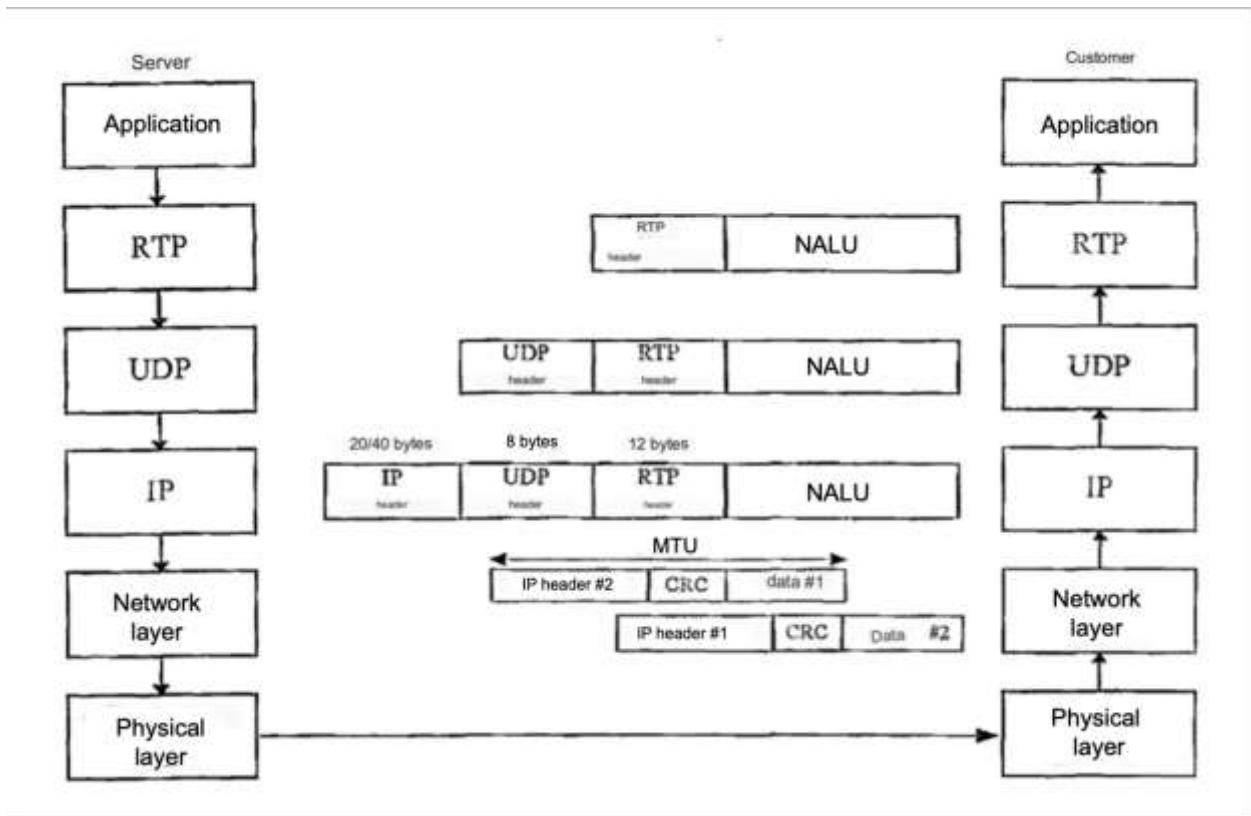 Server
Customer
Application
Application
RTP
RTP
header
NALU
RTP
UDP
UDP
header
RTP
header
NALU
UDP
20/40 bytes
8 bytes
12 bytes
IP
IP
header
UDP
header
RTP
header
NALU
IP
MTU
IP header #2
CRC
data #1
Network
layer
IP header #1
CRC
Data #2
Network
layer
Physical
layer
Physical
layer